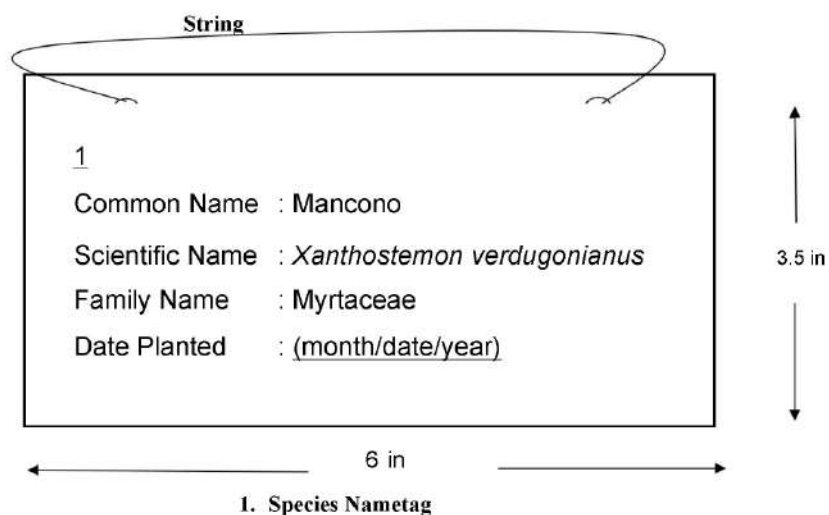 String
1
Common Name : Mancono
Scientific Name : Xanthostemon verdugonianus
Family Name : Myrtaceae
Date Planted : (month/date/year)
3.5 in
6 in
1. Species Nametag